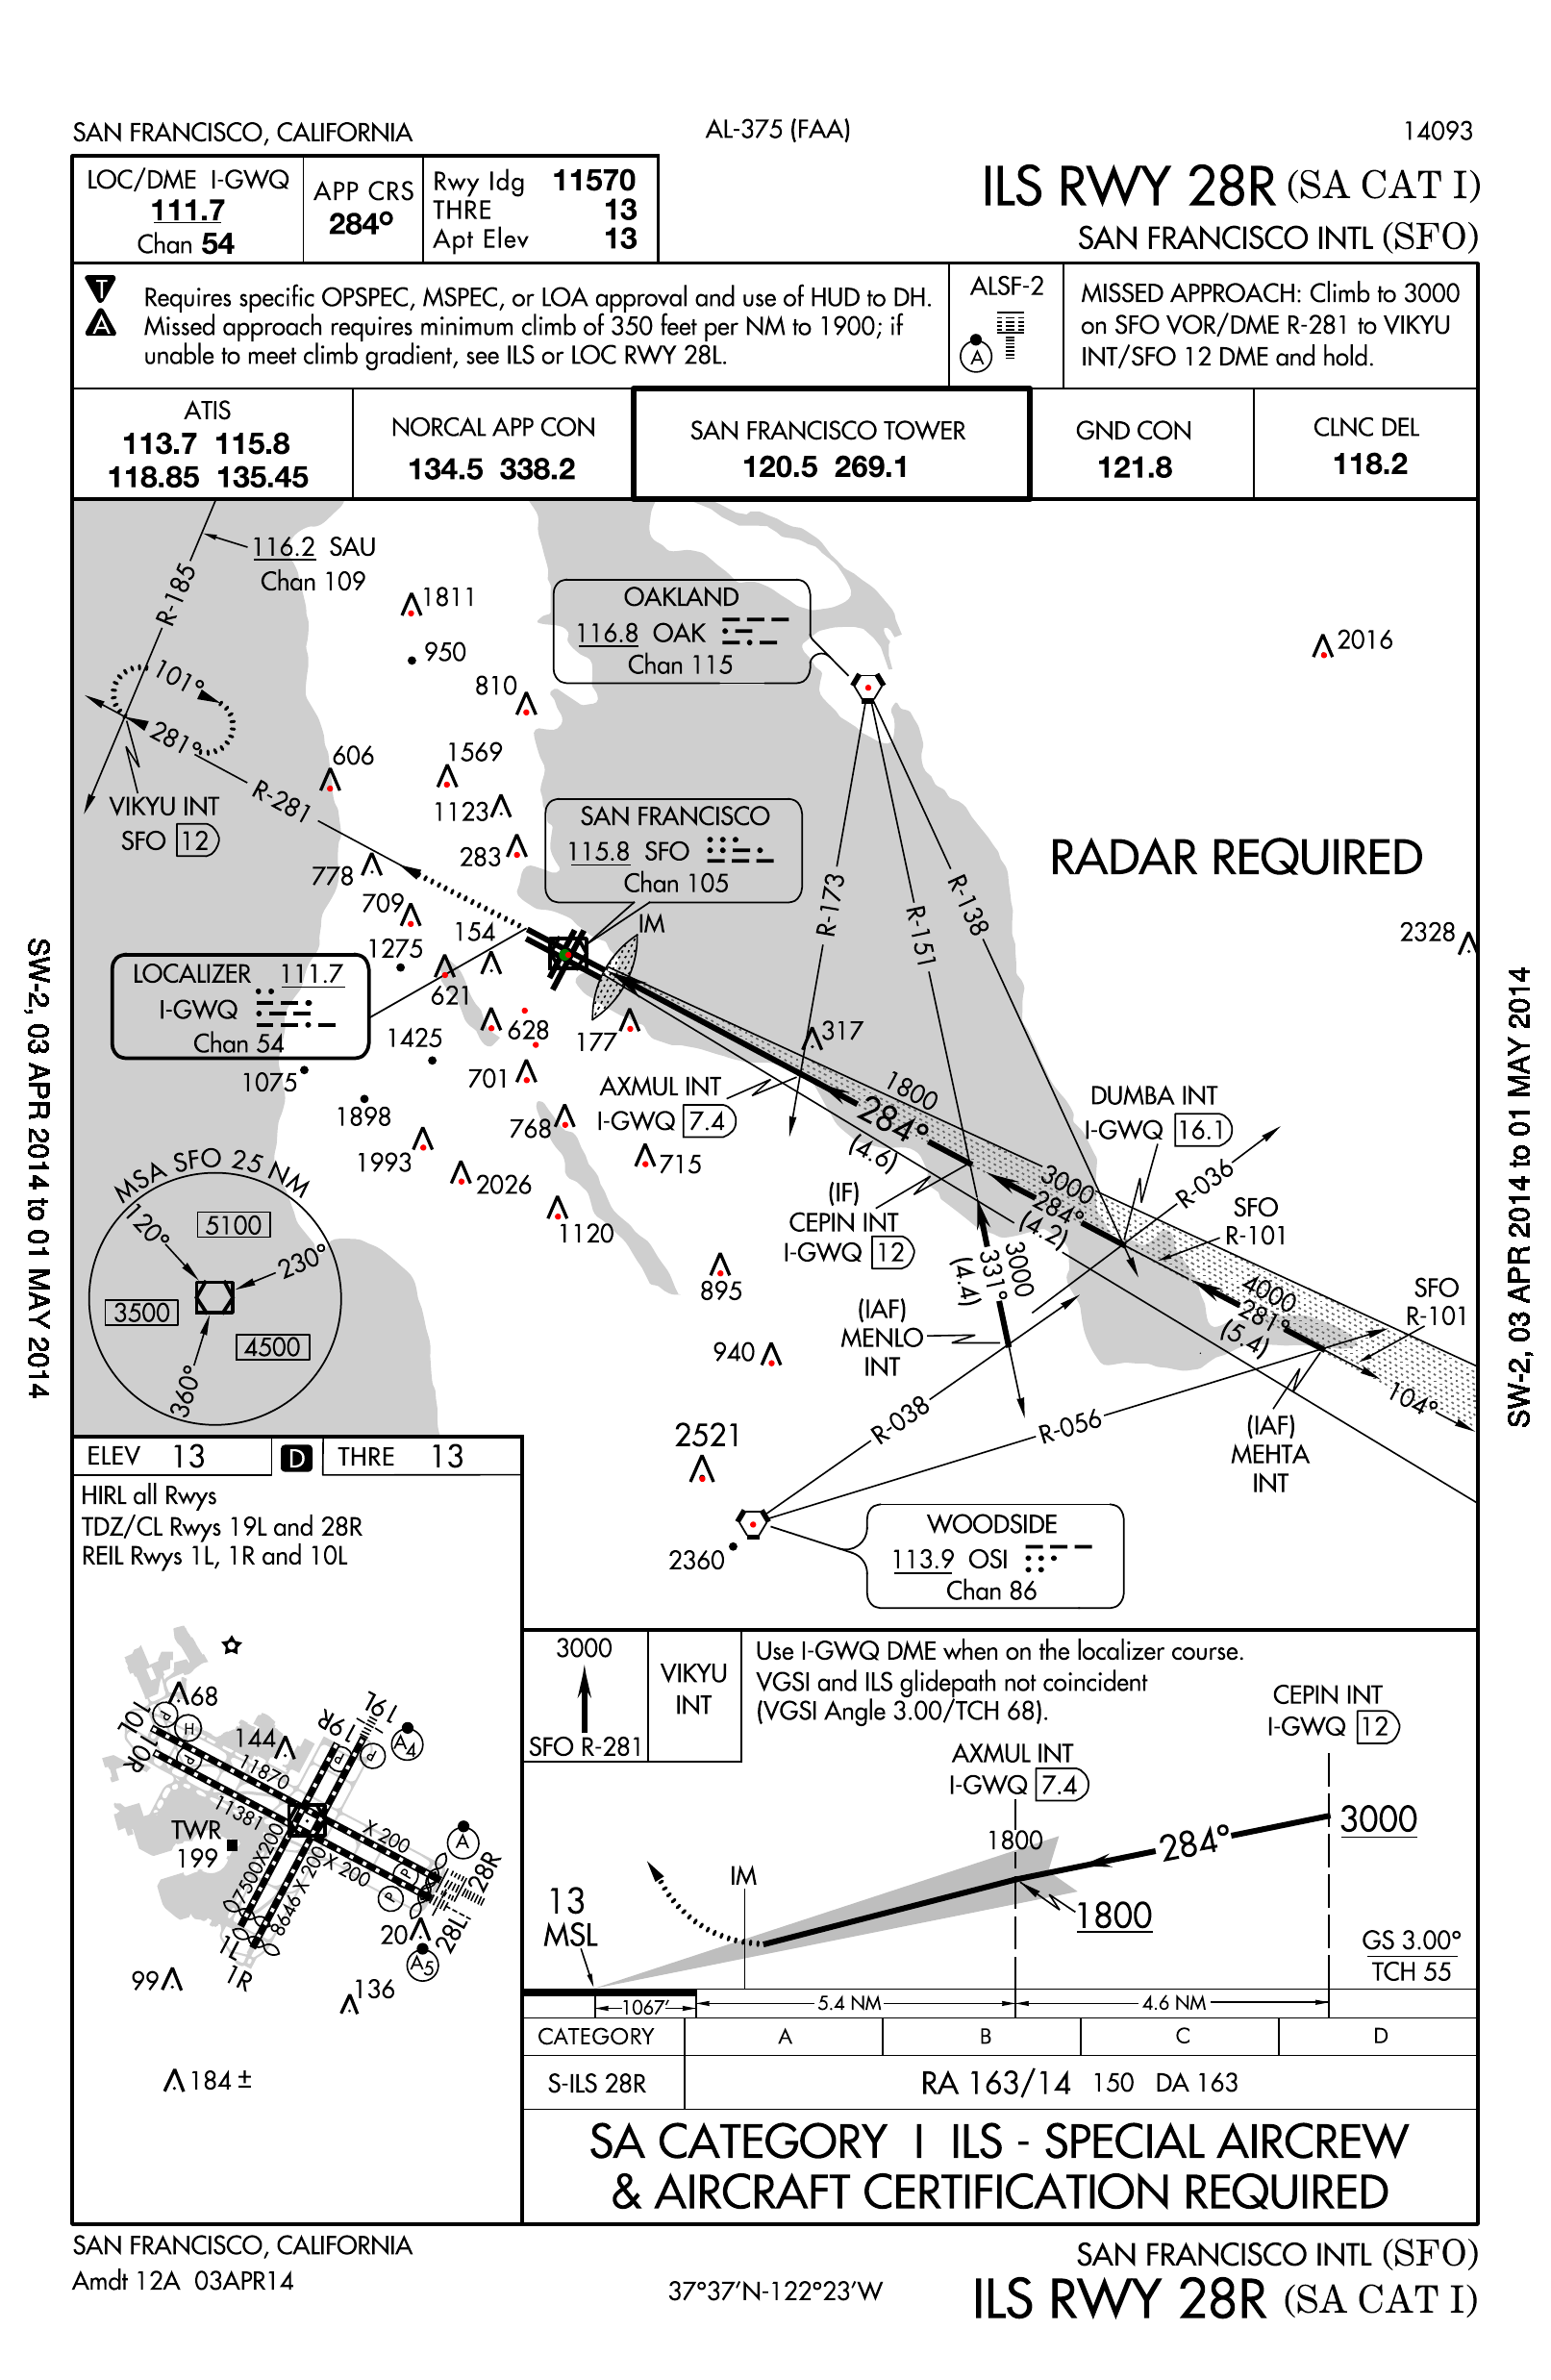 SAN FRANCISCO, CALIFORNIA
AL-375 (FAA)
14093
LOC/DME I-GWQ
111.7
Chan 54
APP CRS
284°
Rwy ldg 11570
THRE 13
Apt Elev 13
ILS RWY 28R (SA CAT I)
SAN FRANCISCO INTL (SFO)
T
A
Requires specific OPSPEC, MSPEC, or LOA approval and use of HUD to DH.
Missed approach requires minimum climb of 350 feet per NM to 1900; if
unable to meet climb gradient, see ILS or LOC RWY 28L.
ALSF-2
A
MISSED APPROACH: Climb to 3000
on SFO VOR/DME R-281 to VIKYU
INT/SFO 12 DME and hold.
ATIS
113.7 115.8
118.85 135.45
NORCAL APP CON
134.5 338.2
SAN FRANCISCO TOWER
120.5 269.1
GND CON
121.8
CLNC DEL
118.2
116.2 SAU
Chan 109
R-185
1811
950
810
OAKLAND
116.8 OAK
Chan 115
2016
101°
281°
R-281
VIKYU INT
SFO 12
606
1569
1123
283
778
709
1275
154
SAN FRANCISCO
115.8 SFO
Chan 105
IM
R-173
R-151
R-138
RADAR REQUIRED
2328
LOCALIZER 111.7
I-GWQ
Chan 54
621
628
177
1425
1075
701
1898
768
1993
2026
715
1120
317
AXMUL INT
I-GWQ 7.4
1800
284°
(4.6)
DUMBA INT
I-GWQ 16.1
3000
284°
(4.2)
R-036
SFO
R-101
(IF)
CEPIN INT
I-GWQ 12
3000
331°
(4.4)
(IAF)
MENLO
INT
4000
281°
(5.4)
SFO
R-101
104°
(IAF)
MEHTA
INT
R-038
R-056
895
940
2521
2360
WOODSIDE
113.9 OSI
Chan 86
MSA SFO 25 NM
120°
5100
230°
3500
4500
360°
SW-2, 03 APR 2014 to 01 MAY 2014
SW-2, 03 APR 2014 to 01 MAY 2014
ELEV 13
D
THRE 13
HIRL all Rwys
TDZ/CL Rwys 19L and 28R
REIL Rwys 1L, 1R and 10L
68
10L
10R
P
H
P
144
19R
19L
P
P
A4
11870
11381
X 200
X 200
TWR
199
7500X200
8646 X 200
A
P
P
28R
28L
20
A5
1L
1R
99
136
184 ±
3000
SFO R-281
VIKYU
INT
Use I-GWQ DME when on the localizer course.
VGSI and ILS glidepath not coincident
(VGSI Angle 3.00/TCH 68).
CEPIN INT
I-GWQ 12
AXMUL INT
I-GWQ 7.4
1800
284°
3000
1800
IM
13
MSL
GS 3.00°
TCH 55
1067'
5.4 NM
4.6 NM
CATEGORY A B C D
S-ILS 28R RA 163/14 150 DA 163
SA CATEGORY I ILS - SPECIAL AIRCREW
& AIRCRAFT CERTIFICATION REQUIRED
SAN FRANCISCO, CALIFORNIA
Amdt 12A 03APR14
37°37'N-122°23'W
SAN FRANCISCO INTL (SFO)
ILS RWY 28R (SA CAT I)